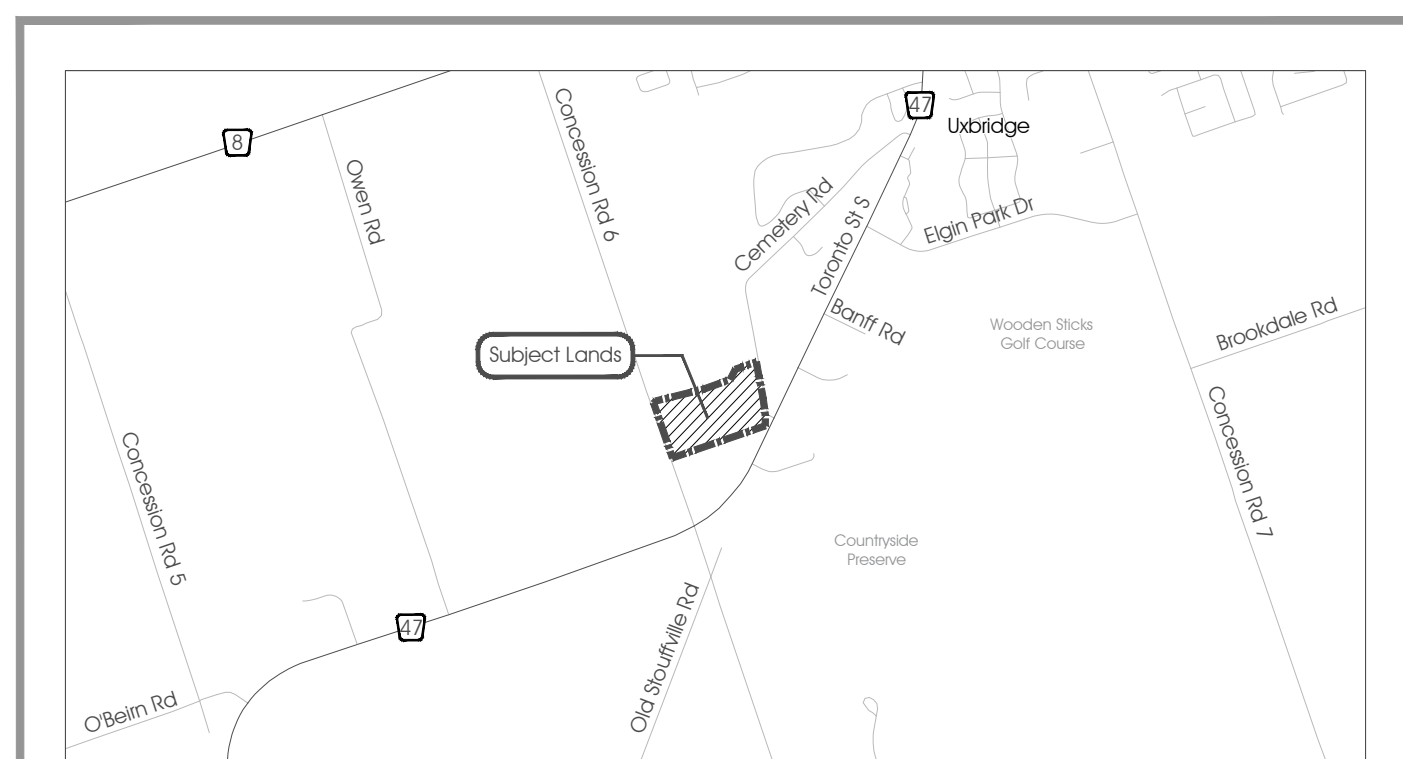 47
Uxbridge
8
Concession Rd 6
Owen Rd
Cemetery Rd
Toronto St S
Elgin Park Dr
Banff Rd
Wooden Sticks
Golf Course
Brookdale Rd
Subject Lands
Concession Rd 7
Concession Rd 5
Countryside
Preserve
47
Old Stouffville Rd
O'Beirn Rd